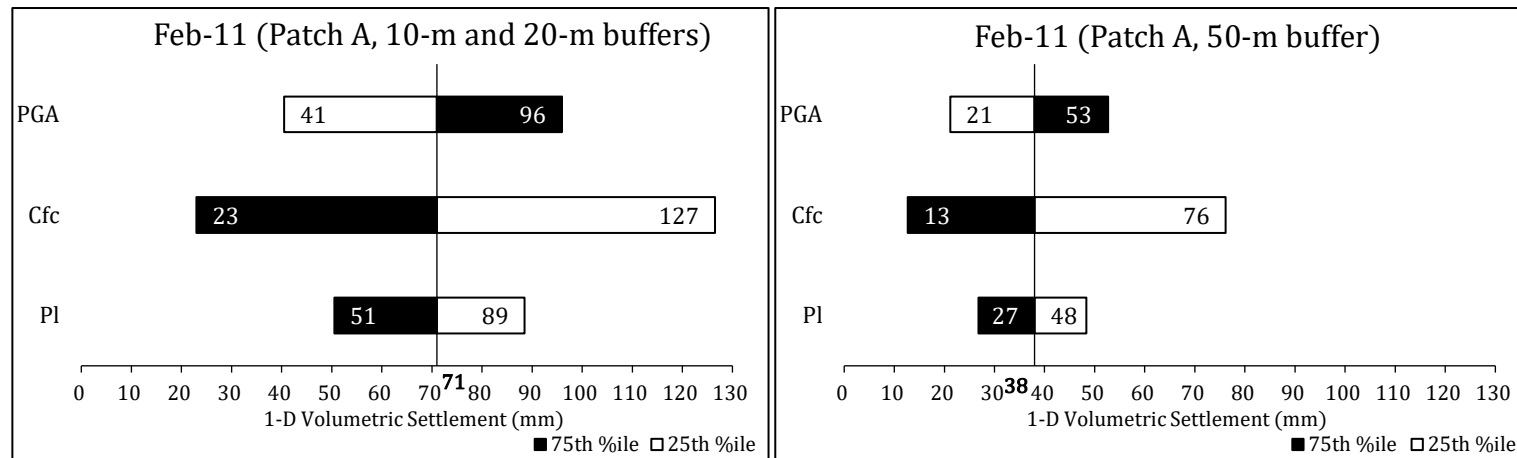 Feb-11 (Patch A, 10-m and 20-m buffers)
PGA
41
96
Cfc
23
127
Pl
51
89
0 10 20 30 40 50 60 70 71 80 90 100 110 120 130
1-D Volumetric Settlement (mm)
75th %ile 25th %ile
Feb-11 (Patch A, 50-m buffer)
PGA
21
53
Cfc
13
76
Pl
27
48
0 10 20 30 38 40 50 60 70 80 90 100 110 120 130
1-D Volumetric Settlement (mm)
75th %ile 25th %ile